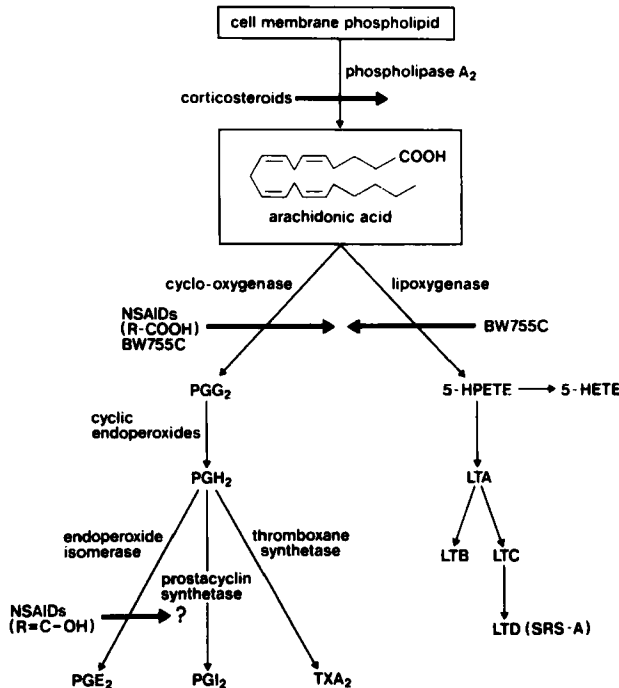 cell membrane phospholipid
phospholipase A₂
corticosteroids
COOH
arachidonic acid
cyclo-oxygenase
lipoxygenase
NSAIDs
(R-COOH)
BW755C
BW755C
PGG₂
5-HPETE
5-HETE
cyclic
endoperoxides
PGH₂
LTA
endoperoxide
isomerase
thromboxane
synthetase
prostacyclin
synthetase
LTB
LTC
NSAIDs
(R=C-OH)
?
LTD (SRS-A)
PGE₂
PGI₂
TXA₂